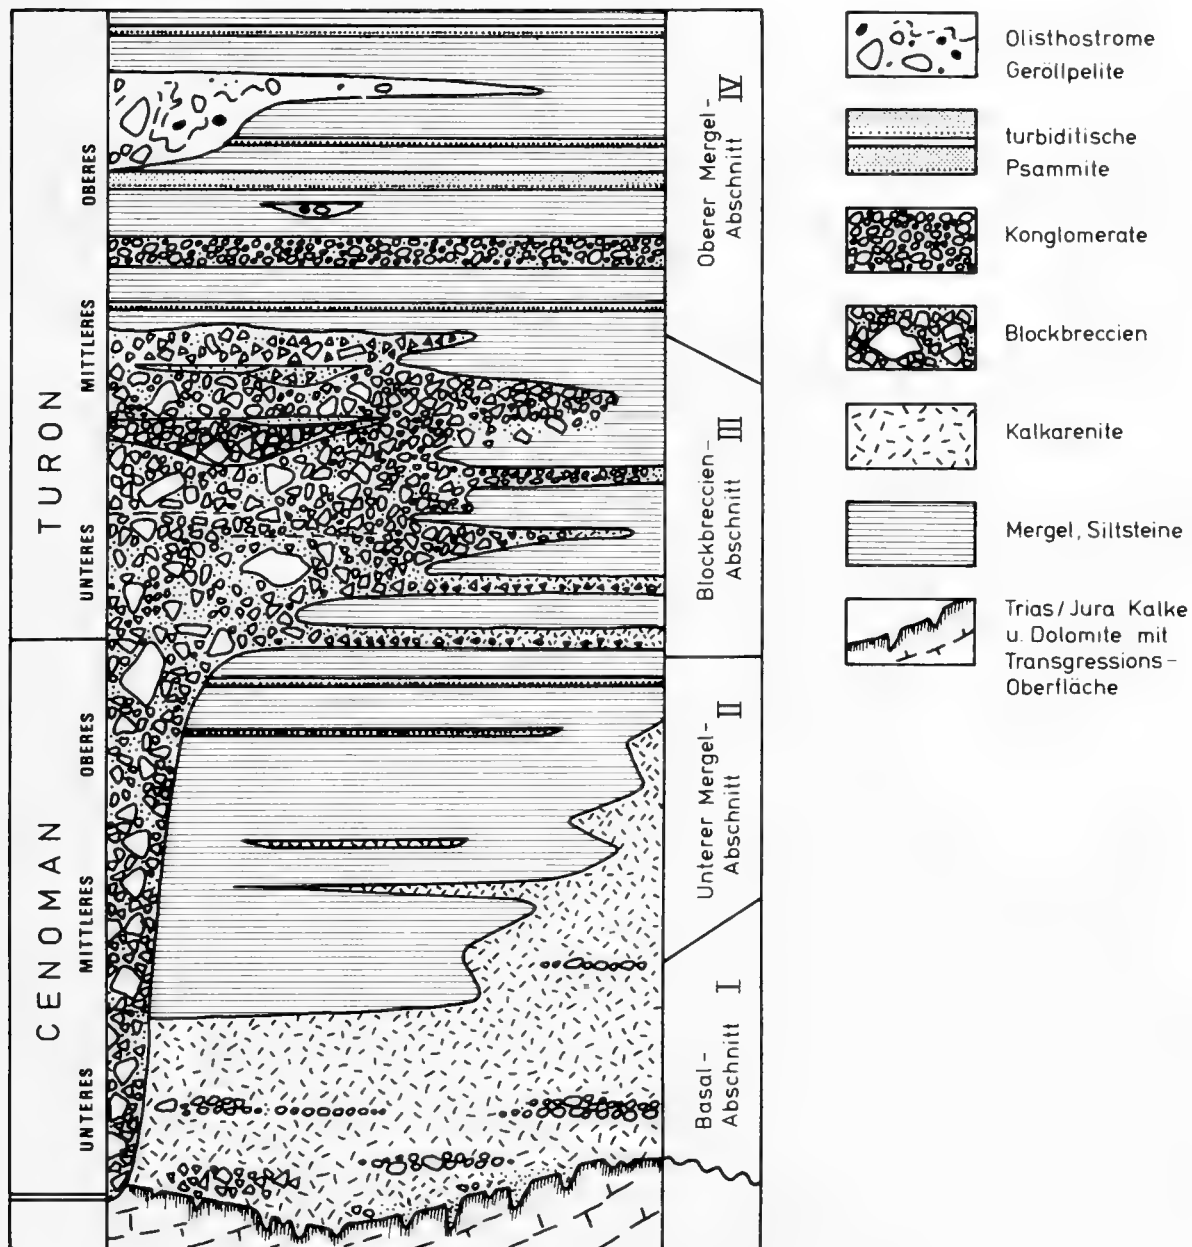 TURON
OBERES
MITTLERES
UNTERES
CENOMAN
OBERES
MITTLERES
UNTERES
Oberer Mergel-
Abschnitt IV
Blockbreccien-
Abschnitt III
Unterer Mergel-
Abschnitt II
Basal-
Abschnitt I
Olisthostrome
Geröllpelite
turbiditische
Psammite
Konglomerate
Blockbreccien
Kalkarenite
Mergel, Siltsteine
Trias/Jura Kalke
u. Dolomite mit
Transgressions-
Oberfläche